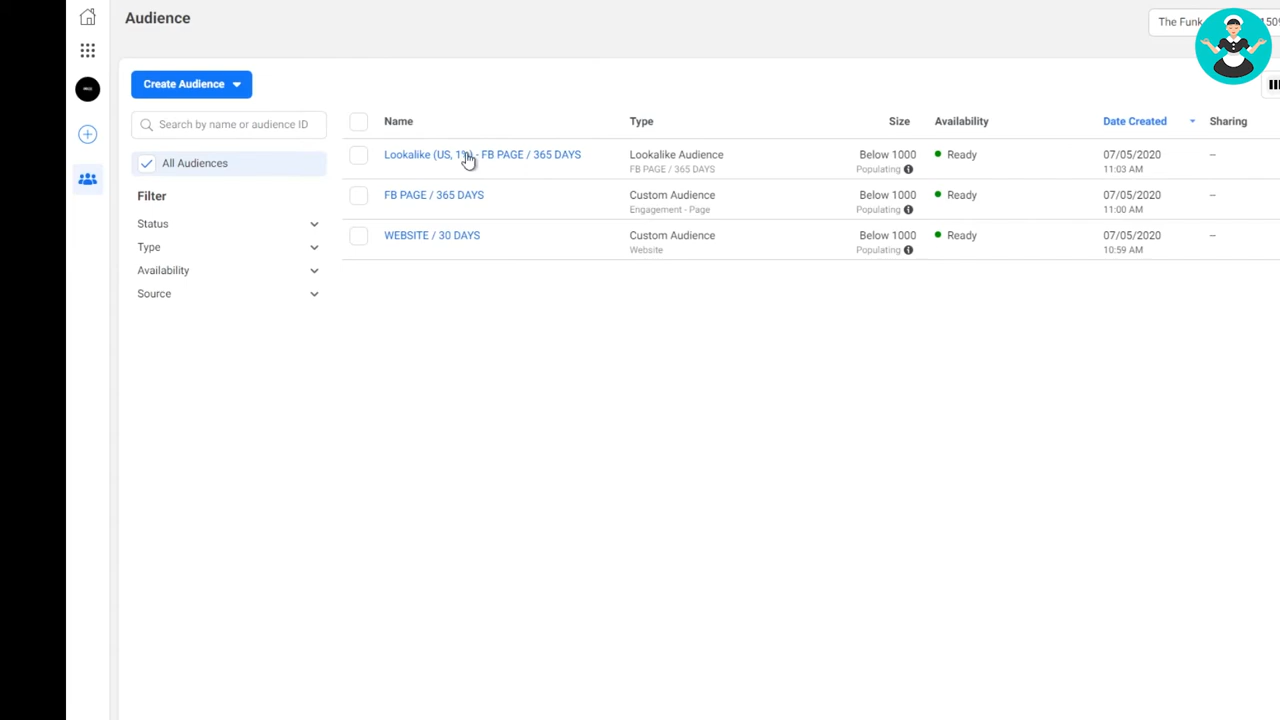 Audience
The Funk
Create Audience
Search by name or audience ID
All Audiences
Filter
Status
Type
Availability
Source
Name Type Size Availability Date Created Sharing
Lookalike (US, 1%) - FB PAGE / 365 DAYS Lookalike Audience Below 1000 Ready 07/05/2020 --
FB PAGE / 365 DAYS Populating 11:03 AM
FB PAGE / 365 DAYS Custom Audience Below 1000 Ready 07/05/2020 --
Engagement - Page Populating 11:00 AM
WEBSITE / 30 DAYS Custom Audience Below 1000 Ready 07/05/2020 --
Website Populating 10:59 AM